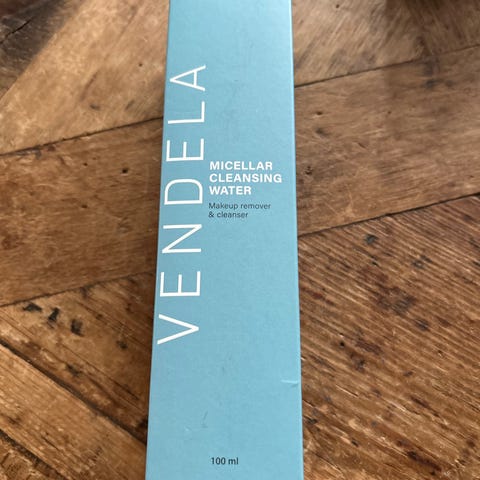 VENDELA
MICELLAR
CLEANSING
WATER
Makeup remover
& cleanser
100 ml